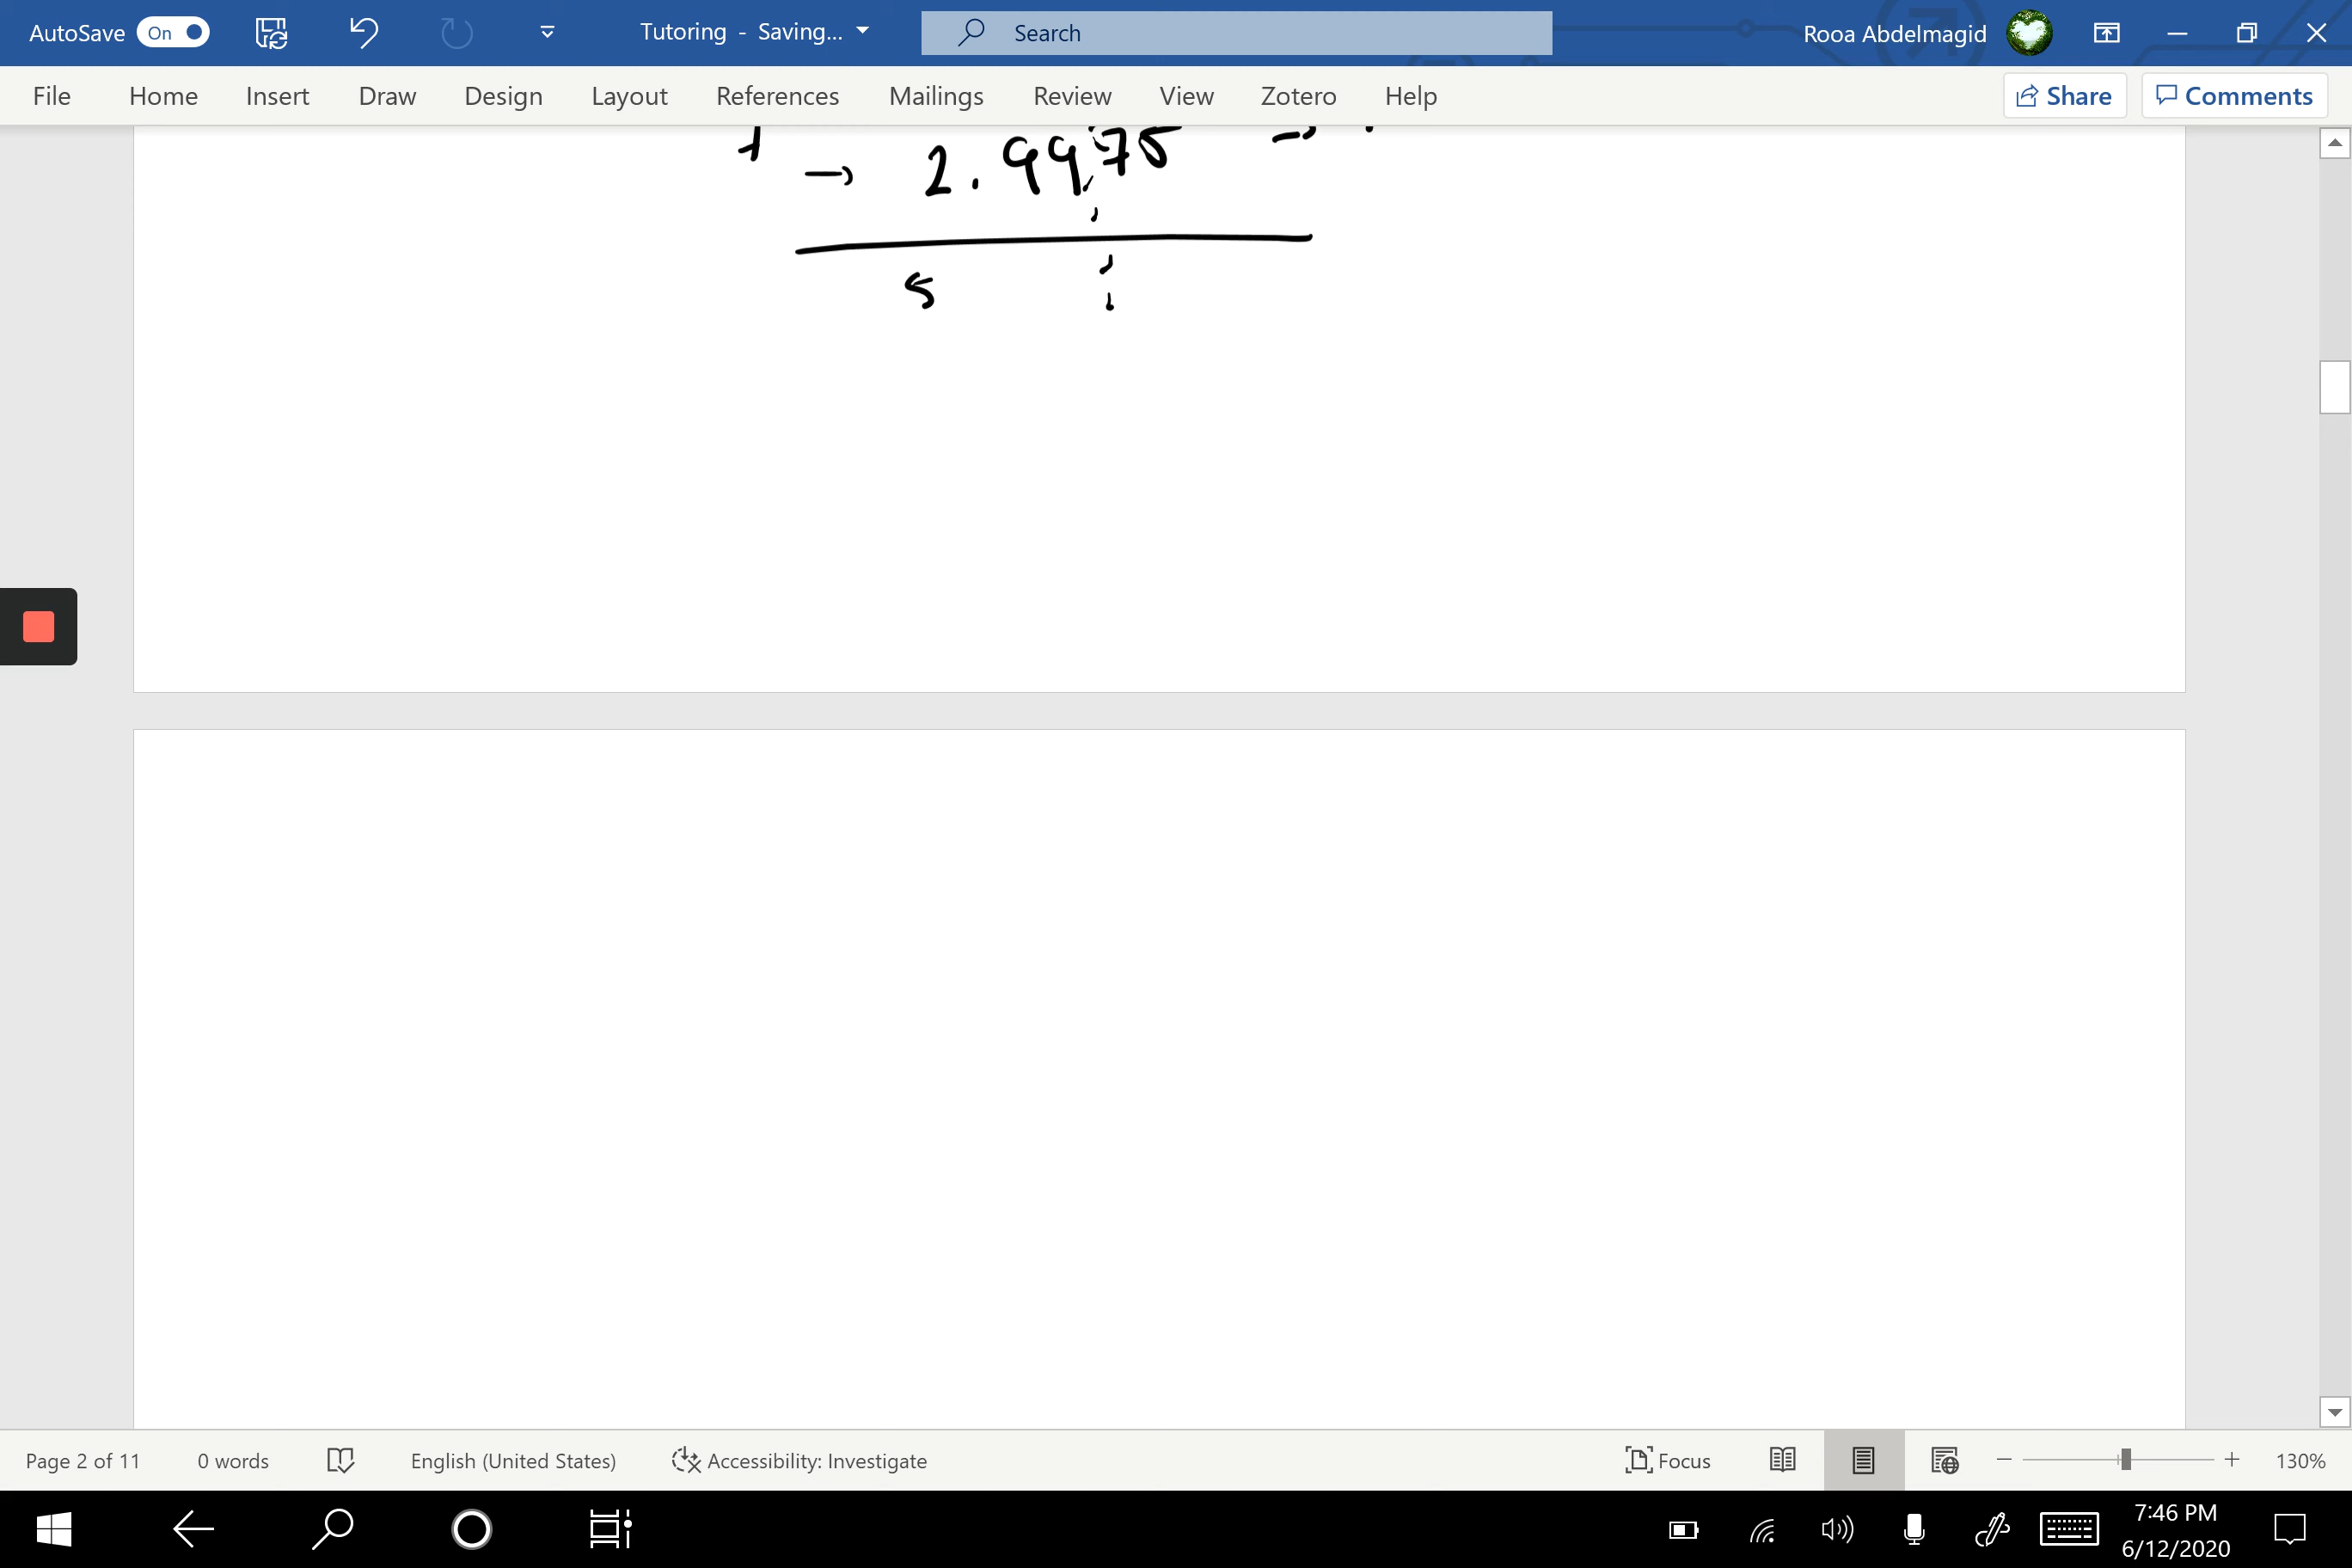 AutoSave On Tutoring - Saving... Search Rooa Abdelmagid
File Home Insert Draw Design Layout References Mailings Review View Zotero Help Share Comments
→ 2.9975 →
5
Page 2 of 11 0 words English (United States) Accessibility: Investigate Focus 130%
7:46 PM
6/12/2020